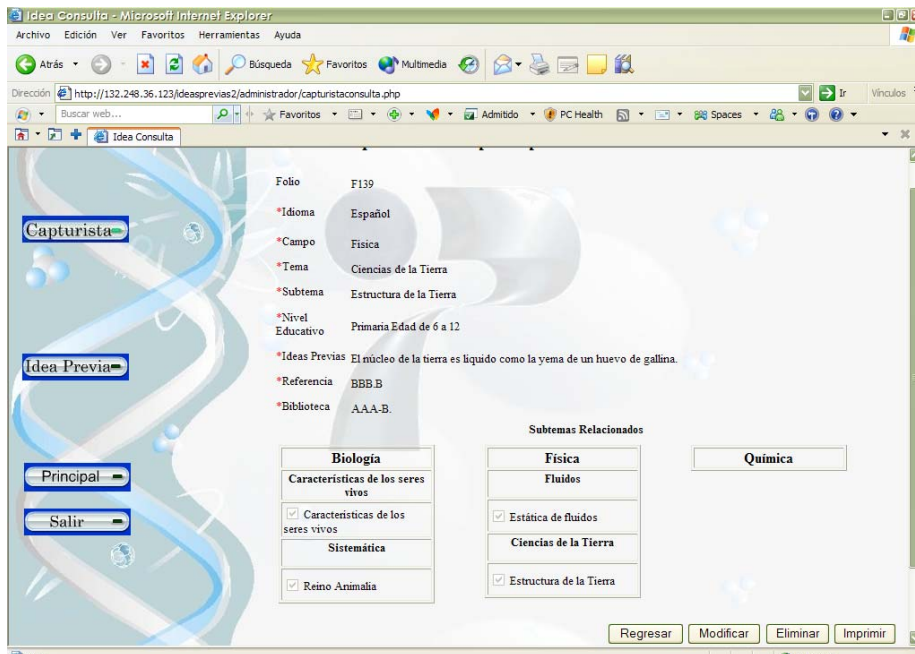 Idea Consulta - Microsoft Internet Explorer
Archivo Edición Ver Favoritos Herramientas Ayuda
Atrás Búsqueda Favoritos Multimedia
Dirección http://132.248.36.123/ideasprevias2/administrador/capturistaconsulta.php Ir Vínculos
Buscar web... Favoritos Admitido PC Health Spaces
Idea Consulta
Folio F139
*Idioma Español
Capturista
*Campo Fisica
*Tema Ciencias de la Tierra
*Subtema Estructura de la Tierra
*Nivel
Educativo Primaria Edad de 6 a 12
Idea Previa
*Ideas Previas El núcleo de la tierra es liquido como la yema de un huevo de gallina.
*Referencia BBB.B
*Biblioteca AAA-B.
Subtemas Relacionados
Biología Física Química
Principal
Características de los seres
vivos
Fluidos
Salir
Características de los
seres vivos
Estática de fluidos
Sistemática
Ciencias de la Tierra
Reino Animalia
Estructura de la Tierra
Regresar Modificar Eliminar Imprimir